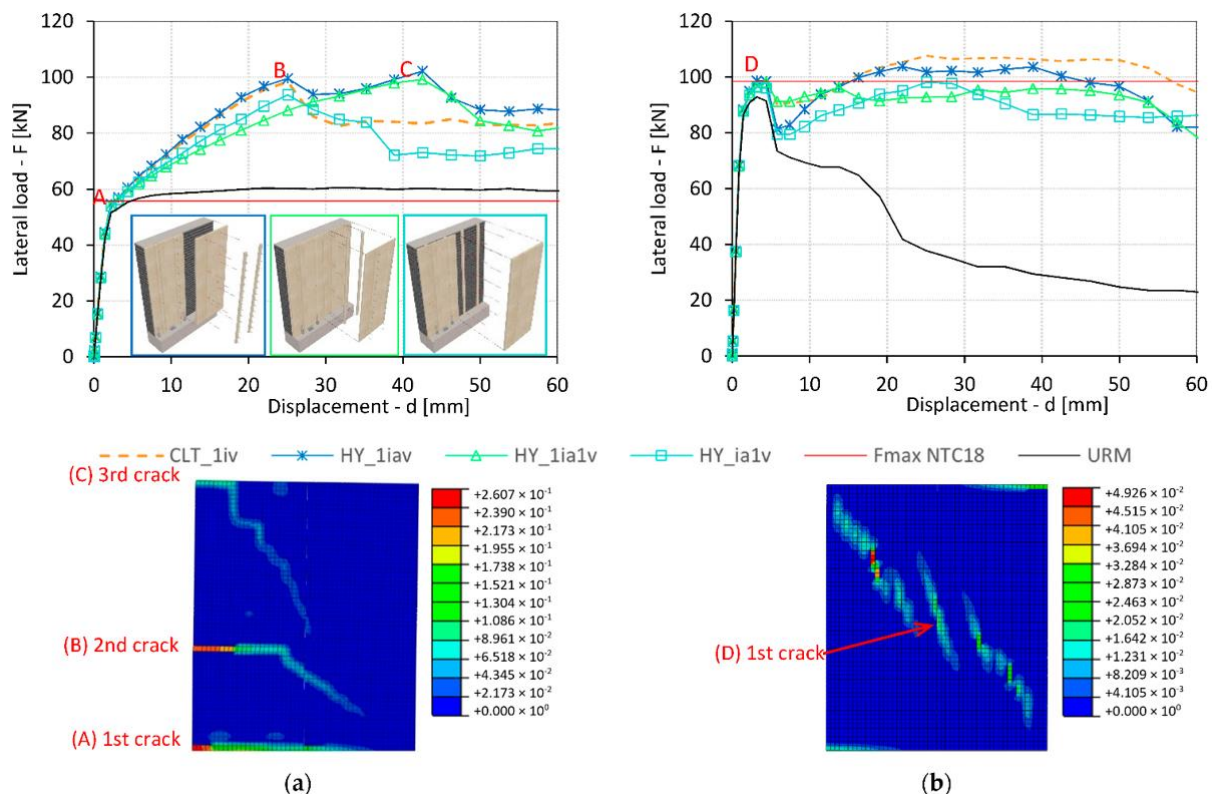 120
100
80
60
40
20
0
Lateral load - F [kN]
A
B
C
0 10 20 30 40 50 60
Displacement - d [mm]
120
100
80
60
40
20
0
Lateral load - F [kN]
D
0 10 20 30 40 50 60
Displacement - d [mm]
CLT_1iv HY_1iav HY_1ia1v HY_ia1v Fmax NTC18 URM
(C) 3rd crack
(B) 2nd crack
(A) 1st crack
+2.607 × 10⁻¹
+2.390 × 10⁻¹
+2.173 × 10⁻¹
+1.955 × 10⁻¹
+1.738 × 10⁻¹
+1.521 × 10⁻¹
+1.304 × 10⁻¹
+1.086 × 10⁻¹
+8.961 × 10⁻²
+6.518 × 10⁻²
+4.345 × 10⁻²
+2.173 × 10⁻²
+0.000 × 10⁰
(D) 1st crack
+4.926 × 10⁻²
+4.515 × 10⁻²
+4.105 × 10⁻²
+3.694 × 10⁻²
+3.284 × 10⁻²
+2.873 × 10⁻²
+2.463 × 10⁻²
+2.052 × 10⁻²
+1.642 × 10⁻²
+1.231 × 10⁻²
+8.209 × 10⁻³
+4.105 × 10⁻³
+0.000 × 10⁰
(a)
(b)